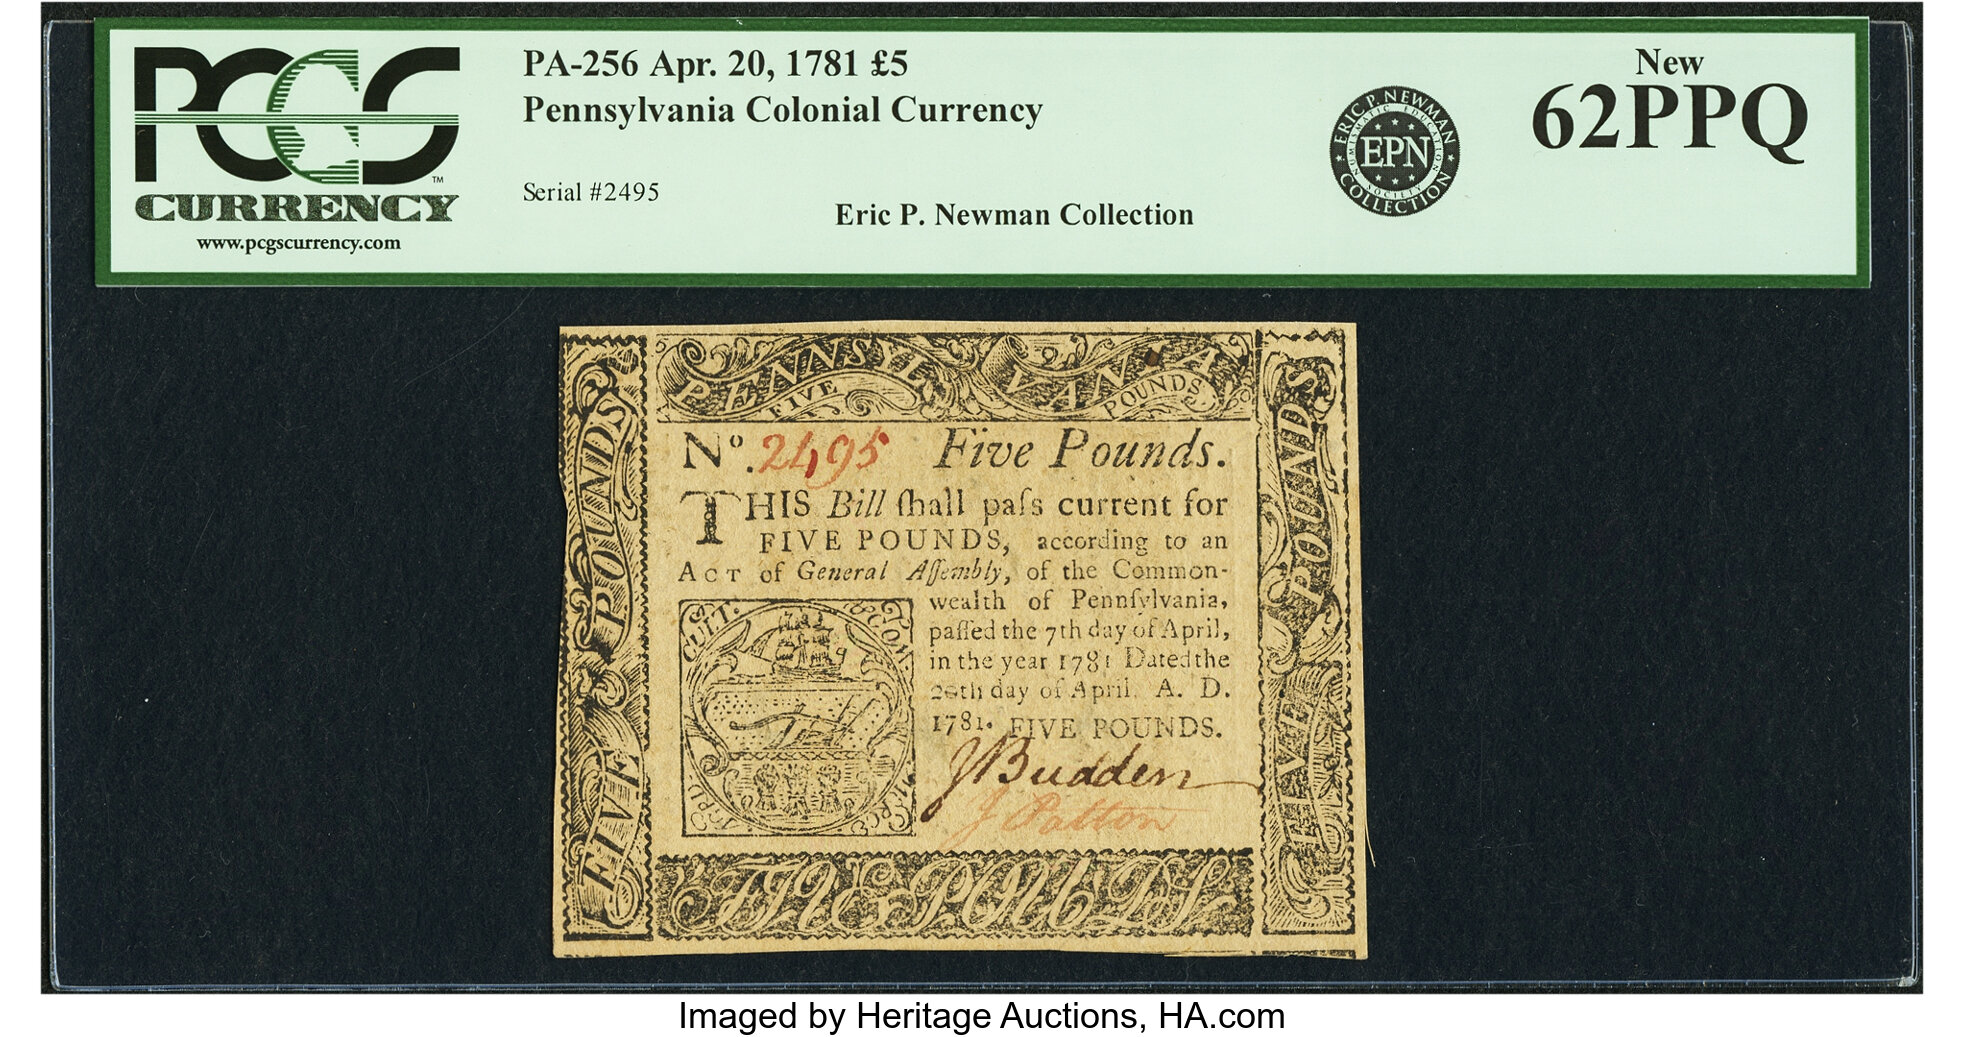 PCGS
CURRENCY
™
www.pcgscurrency.com
PA-256 Apr. 20, 1781 £5
Pennsylvania Colonial Currency
Serial #2495
Eric P. Newman Collection
ERIC P. NEWMAN
NUMISMATIC EDUCATION
EPN
SOCIETY
COLLECTION
New
62PPQ
PENNSYLVANIA
FIVE POUNDS
FIVE POUNDS
FIVE POUNDS
No. 2495 Five Pounds.
THIS Bill ſhall paſs current for
FIVE POUNDS, according to an
ACT of General Aſſembly, of the Common-
wealth of Pennſylvania,
paſſed the 7th day of April,
in the year 1781 Dated the
20th day of April. A. D.
1781. FIVE POUNDS.
J Budden
J Patton
Imaged by Heritage Auctions, HA.com